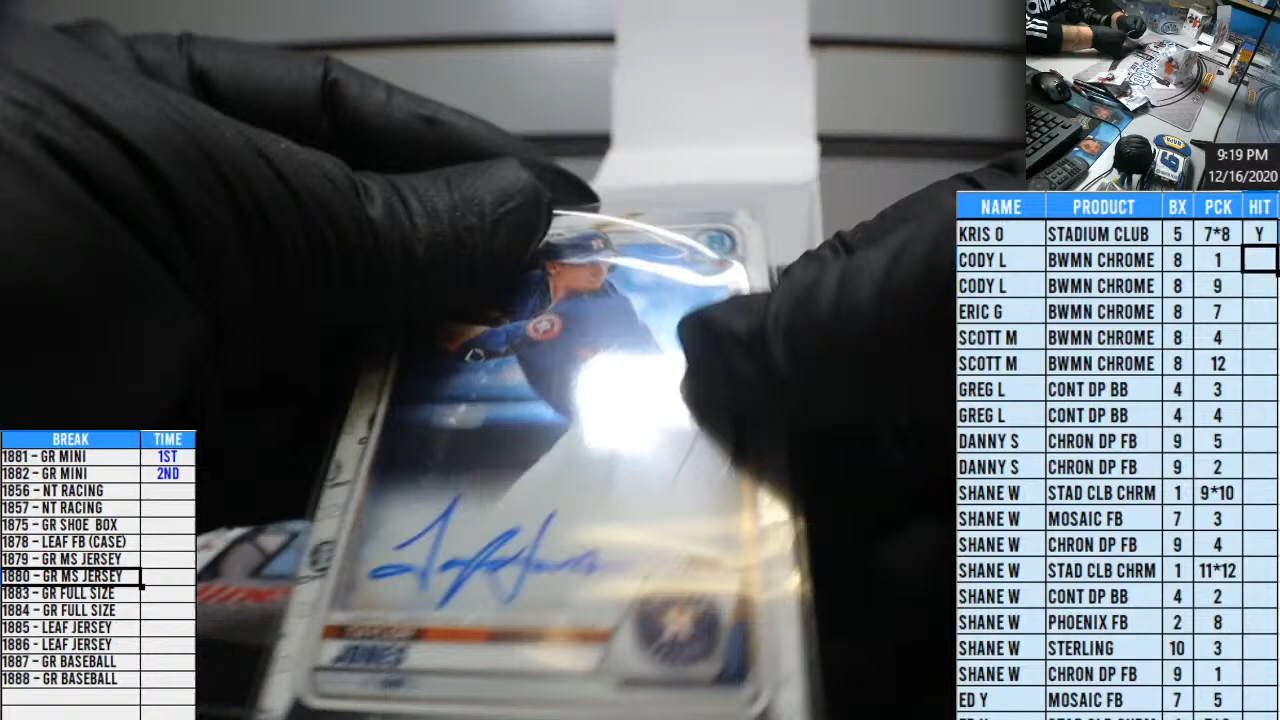 9:19 PM
12/16/2020
NAME PRODUCT BX PCK HIT
KRIS O STADIUM CLUB 5 7*8 Y
CODY L BWMN CHROME 8 1
CODY L BWMN CHROME 8 9
ERIC G BWMN CHROME 8 7
SCOTT M BWMN CHROME 8 4
SCOTT M BWMN CHROME 8 12
GREG L CONT DP BB 4 3
GREG L CONT DP BB 4 4
DANNY S CHRON DP FB 9 5
DANNY S CHRON DP FB 9 2
SHANE W STAD CLB CHRM 1 9*10
SHANE W MOSAIC FB 7 3
SHANE W CHRON DP FB 9 4
SHANE W STAD CLB CHRM 1 11*12
SHANE W CONT DP BB 4 2
SHANE W PHOENIX FB 2 8
SHANE W STERLING 10 3
SHANE W CHRON DP FB 9 1
ED Y MOSAIC FB 7 5
BREAK TIME
1881 - GR MINI 1ST
1882 - GR MINI 2ND
1856 - NT RACING
1857 - NT RACING
1875 - GR SHOE BOX
1878 - LEAF FB (CASE)
1879 - GR MS JERSEY
1880 - GR MS JERSEY
1883 - GR FULL SIZE
1884 - GR FULL SIZE
1885 - LEAF JERSEY
1886 - LEAF JERSEY
1887 - GR BASEBALL
1888 - GR BASEBALL
JONES
NAPA
9